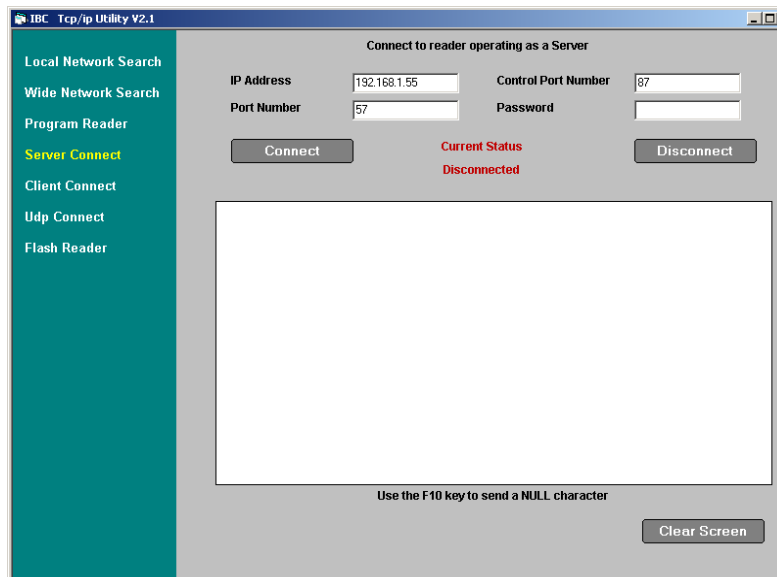 IBC Tcp/ip Utility V2.1
Local Network Search
Wide Network Search
Program Reader
Server Connect
Client Connect
Udp Connect
Flash Reader
Connect to reader operating as a Server
IP Address 192.168.1.55 Control Port Number 87
Port Number 57 Password
Connect Current Status Disconnect
Disconnected
Use the F10 key to send a NULL character
Clear Screen